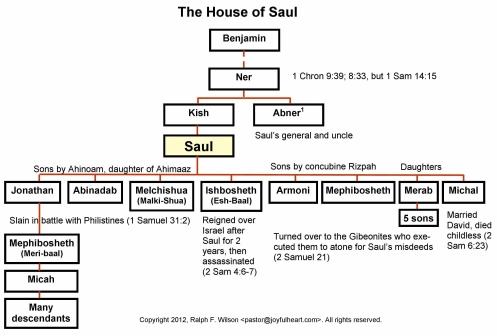 The House of Saul
Benjamin
Ner
1 Chron 9:39; 8:33, but 1 Sam 14:15
Kish
Abner1
Saul's general and uncle
Saul
Sons by Ahinoam, daughter of Ahimaaz
Sons by concubine Rizpah
Daughters
Jonathan
Abinadab
Melchishua
(Malki-Shua)
Ishbosheth
(Esh-Baal)
Armoni
Mephibosheth
Merab
Michal
Slain in battle with Philistines (1 Samuel 31:2)
Reigned over
Israel after
Saul for 2
years, then
assassinated
(2 Sam 4:6-7)
5 sons
Turned over to the Gibeonites who exe-
cuted them to atone for Saul's misdeeds
(2 Samuel 21)
Married
David, died
childless (2
Sam 6:23)
Mephibosheth
(Meri-baal)
Micah
Many
descendants
Copyright 2012, Ralph F. Wilson <pastor@joyfulheart.com>. All rights reserved.